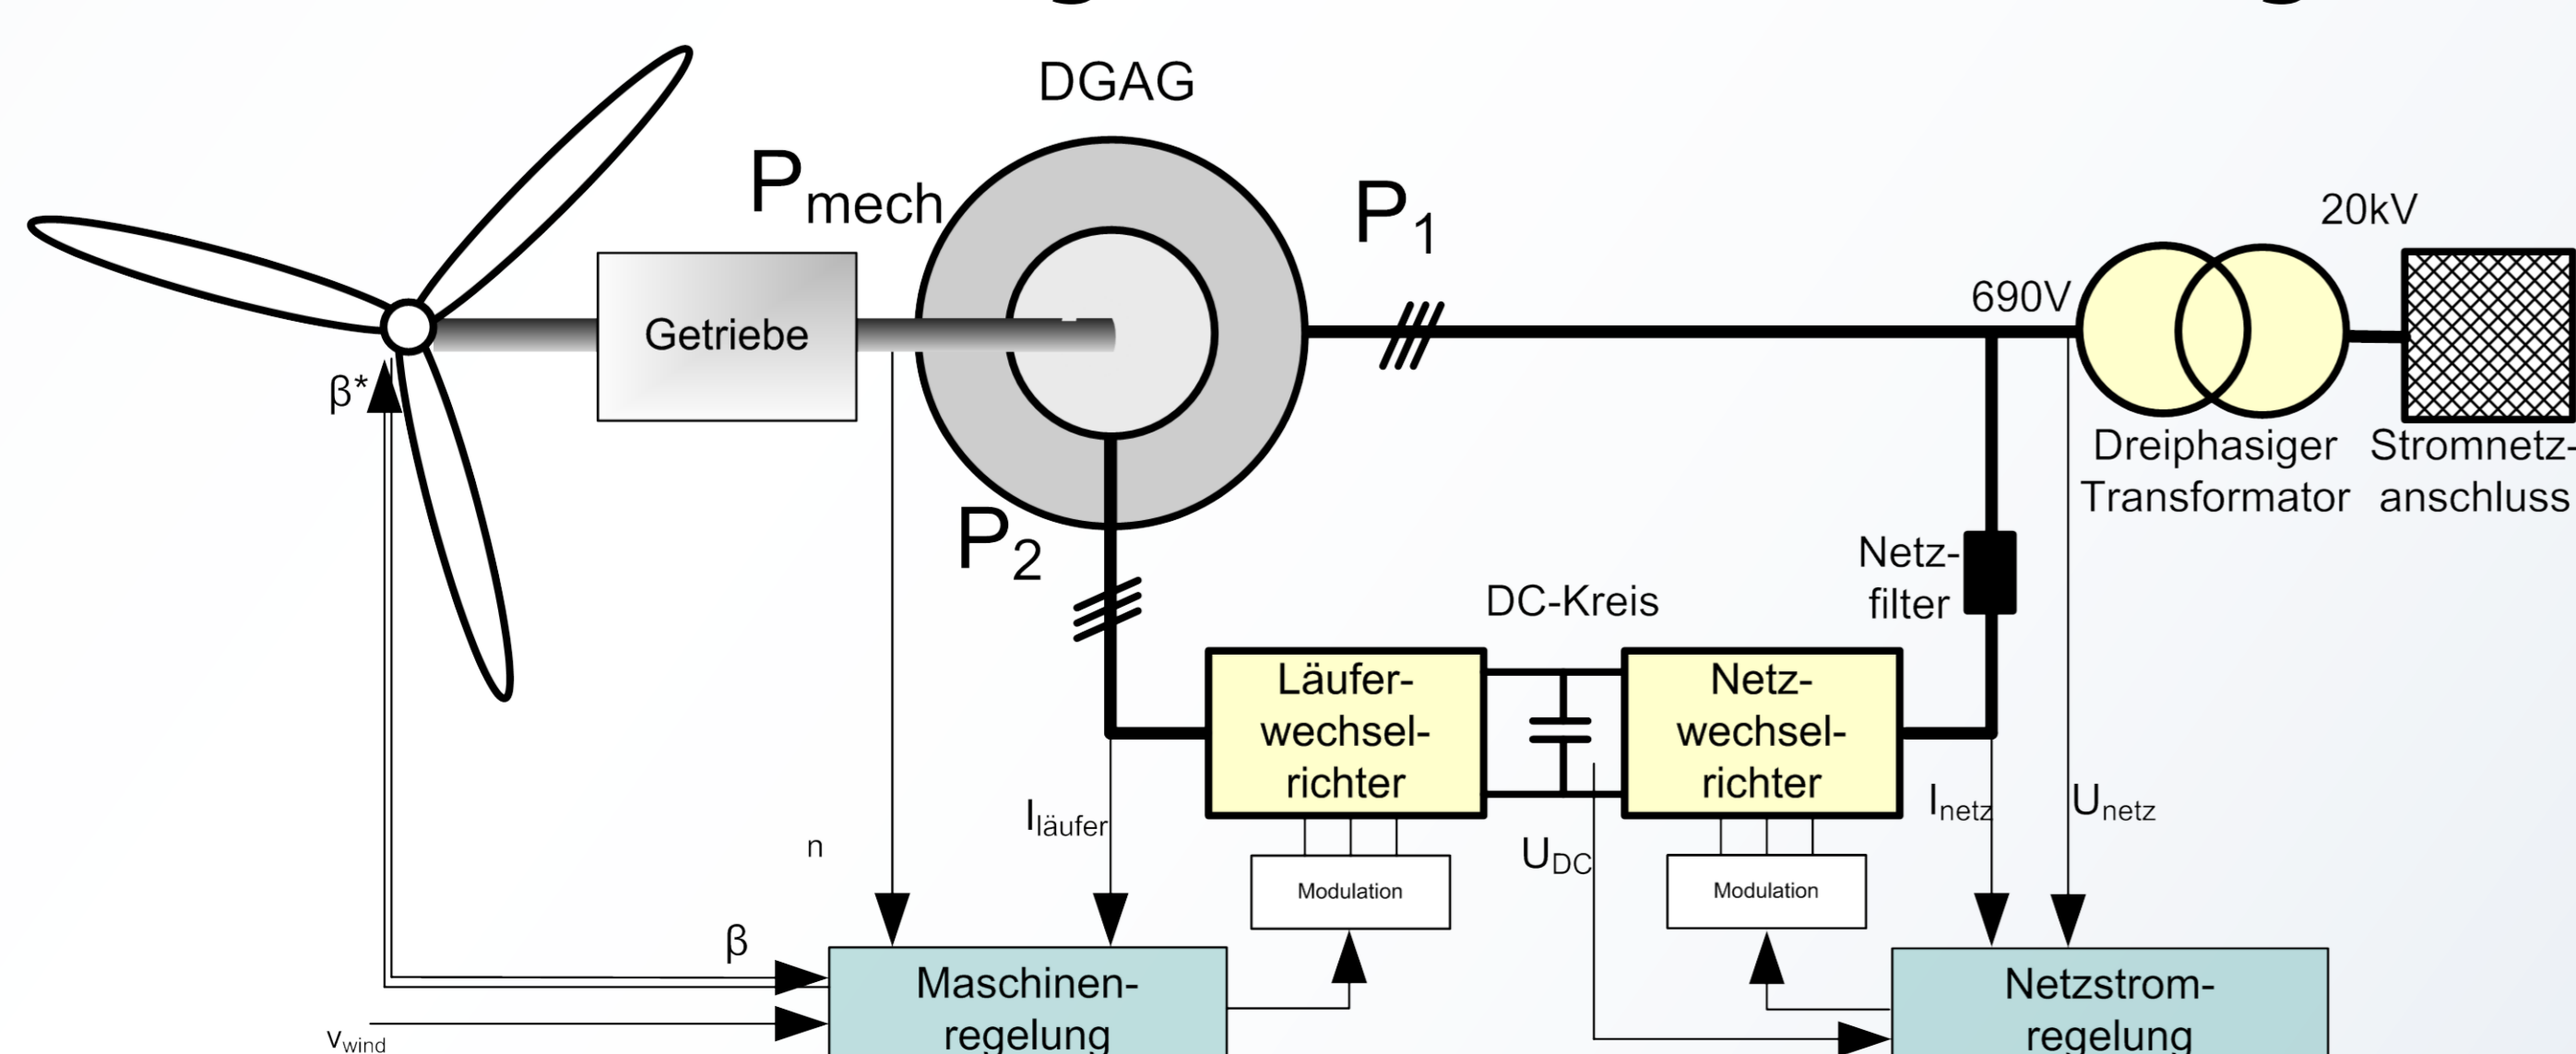 DGAG
P
mech
P1
20kV
690V
Getriebe
β*
Dreiphasiger
Transformator
Stromnetz-
anschluss
P2
Netz-
filter
DC-Kreis
Läufer-
wechsel-
richter
Netz-
wechsel-
richter
Iläufer
Inetz
Unetz
n
UDC
Modulation
Modulation
β
Maschinen-
regelung
Netzstrom-
regelung
vwind